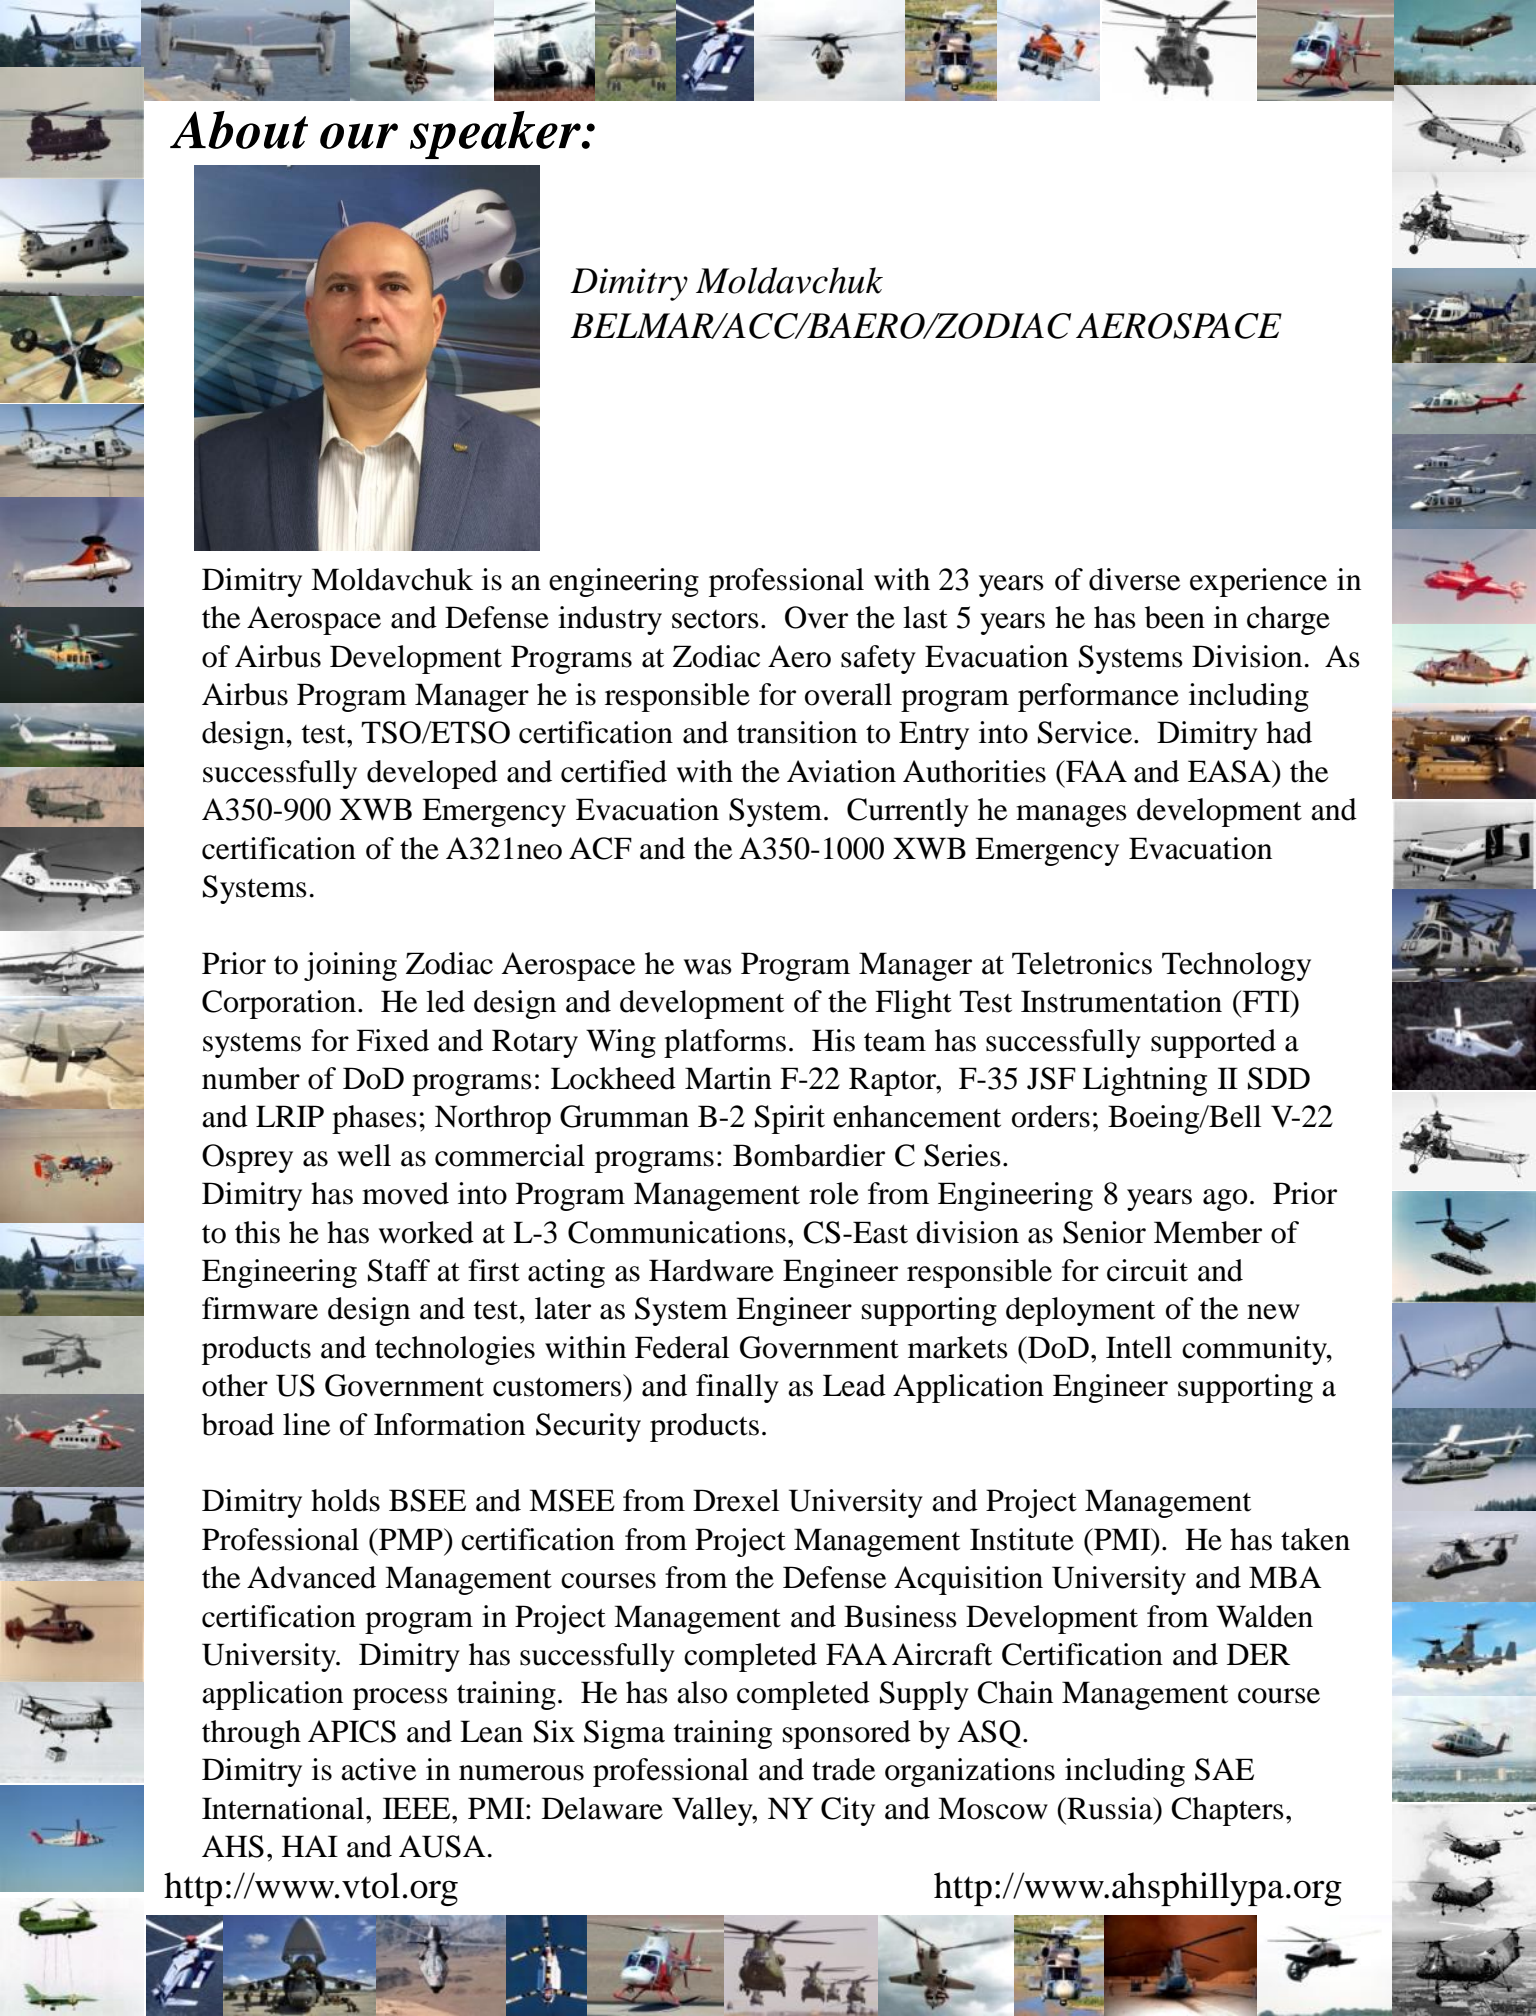 About our speaker:
AIRBUS
Dimitry Moldavchuk
BELMAR/ACC/BAERO/ZODIAC AEROSPACE
Dimitry Moldavchuk is an engineering professional with 23 years of diverse experience in
the Aerospace and Defense industry sectors.  Over the last 5 years he has been in charge
of Airbus Development Programs at Zodiac Aero safety Evacuation Systems Division.  As
Airbus Program Manager he is responsible for overall program performance including
design, test, TSO/ETSO certification and transition to Entry into Service.  Dimitry had
successfully developed and certified with the Aviation Authorities (FAA and EASA) the
A350-900 XWB Emergency Evacuation System.  Currently he manages development and
certification of the A321neo ACF and the A350-1000 XWB Emergency Evacuation
Systems.
Prior to joining Zodiac Aerospace he was Program Manager at Teletronics Technology
Corporation.  He led design and development of the Flight Test Instrumentation (FTI)
systems for Fixed and Rotary Wing platforms.  His team has successfully supported a
number of DoD programs: Lockheed Martin F-22 Raptor,  F-35 JSF Lightning II SDD
and LRIP phases; Northrop Grumman B-2 Spirit enhancement orders; Boeing/Bell V-22
Osprey as well as commercial programs: Bombardier C Series.
Dimitry has moved into Program Management role from Engineering 8 years ago.  Prior
to this he has worked at L-3 Communications, CS-East division as Senior Member of
Engineering Staff at first acting as Hardware Engineer responsible for circuit and
firmware design and test, later as System Engineer supporting deployment of the new
products and technologies within Federal Government markets (DoD, Intell community,
other US Government customers) and finally as Lead Application Engineer supporting a
broad line of Information Security products.
Dimitry holds BSEE and MSEE from Drexel University and Project Management
Professional (PMP) certification from Project Management Institute (PMI).  He has taken
the Advanced Management courses from the Defense Acquisition University and MBA
certification program in Project Management and Business Development from Walden
University.  Dimitry has successfully completed FAA Aircraft Certification and DER
application process training.  He has also completed Supply Chain Management course
through APICS and Lean Six Sigma training sponsored by ASQ.
Dimitry is active in numerous professional and trade organizations including SAE
International, IEEE, PMI: Delaware Valley, NY City and Moscow (Russia) Chapters,
AHS, HAI and AUSA.
http://www.vtol.org
http://www.ahsphillypa.org